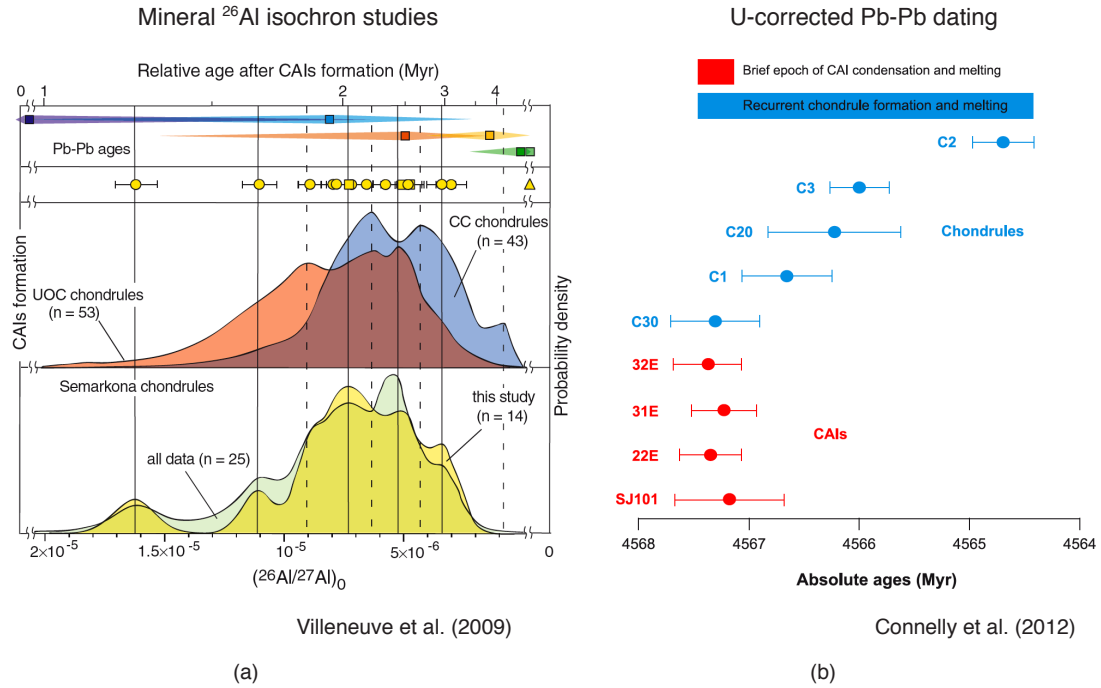 Mineral ²⁶Al isochron studies
Relative age after CAIs formation (Myr)
0 1 2 3 4
Pb-Pb ages
CAIs formation
CC chondrules
(n = 43)
UOC chondrules
(n = 53)
Probability density
Semarkona chondrules
this study
(n = 14)
all data (n = 25)
2×10⁻⁵ 1.5×10⁻⁵ 10⁻⁵ 5×10⁻⁶ 0
(²⁶Al/²⁷Al)₀
Villeneuve et al. (2009)
(a)
U-corrected Pb-Pb dating
Brief epoch of CAI condensation and melting
Recurrent chondrule formation and melting
C2
C3
C20
Chondrules
C1
C30
32E
31E
CAIs
22E
SJ101
4568 4567 4566 4565 4564
Absolute ages (Myr)
Connelly et al. (2012)
(b)